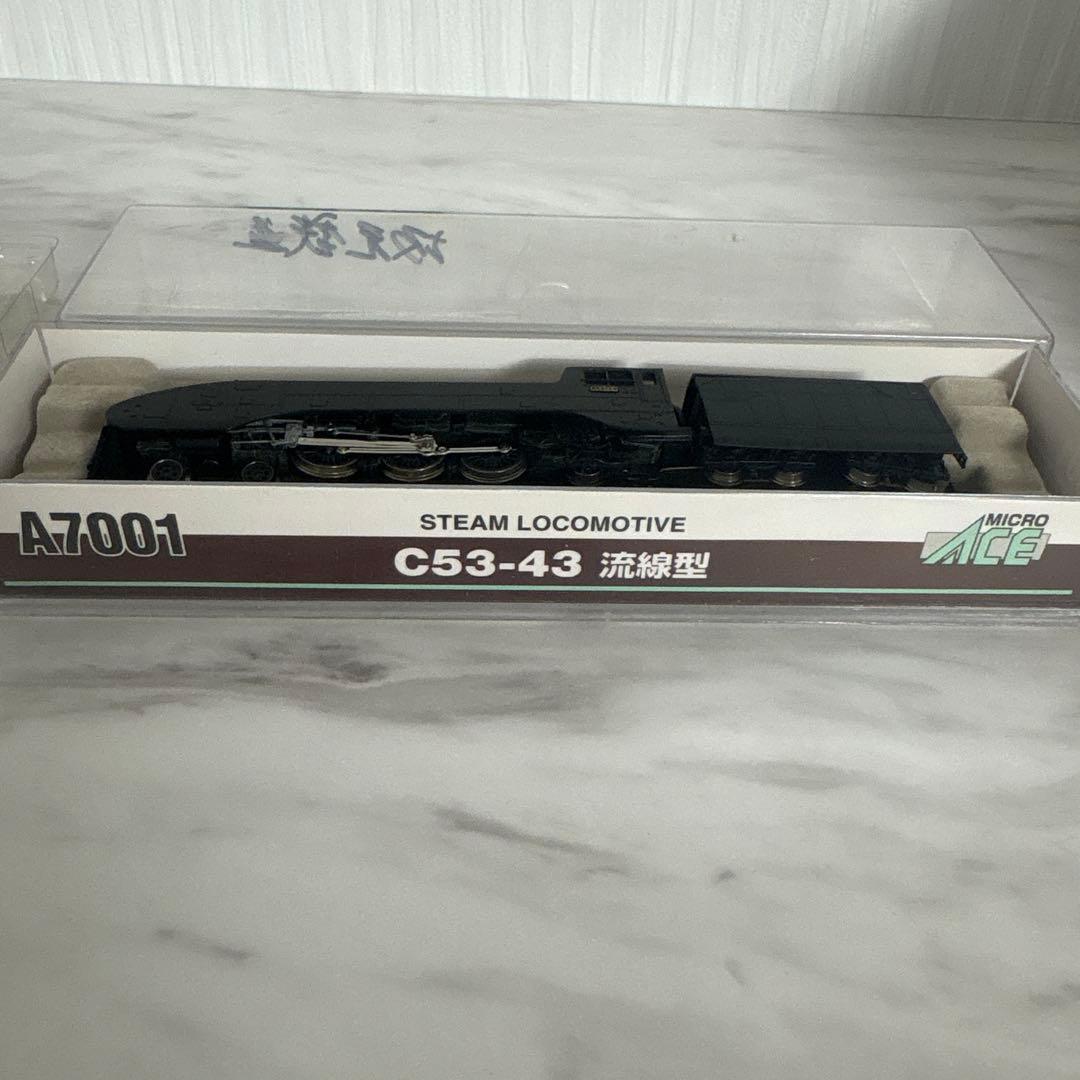 A7001
STEAM LOCOMOTIVE
C53-43 流線型
MICRO
ACE